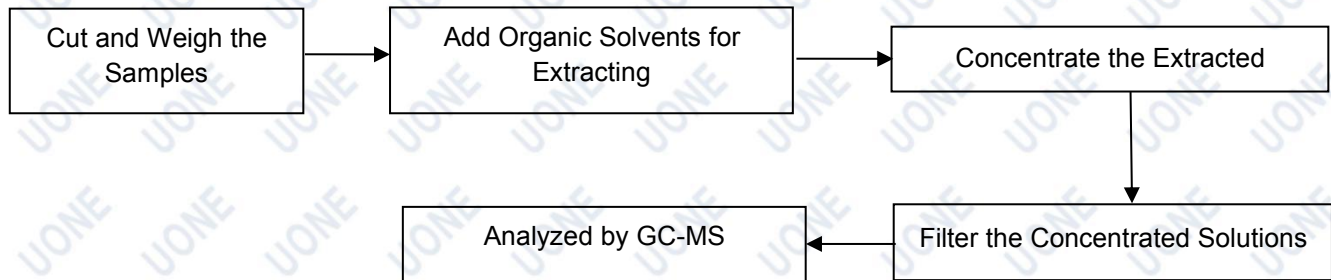 Cut and Weigh the
Samples
Add Organic Solvents for
Extracting
Concentrate the Extracted
Filter the Concentrated Solutions
Analyzed by GC-MS
UONE